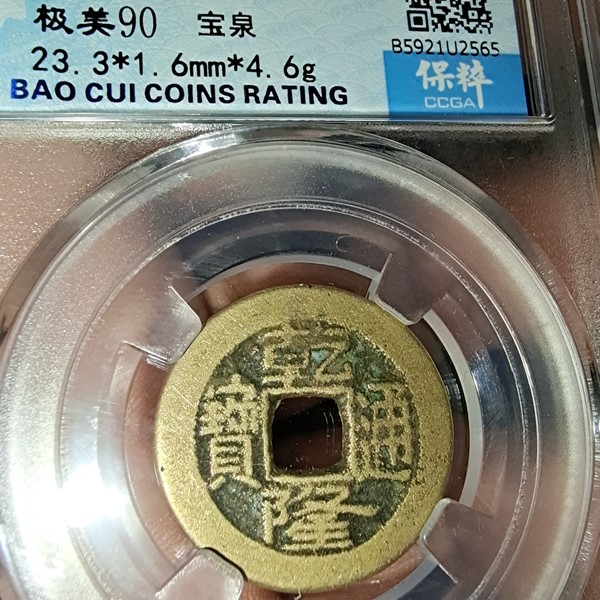 极美90 宝泉
B5921U2565
23.3*1.6mm*4.6g
保粹
BAO CUI COINS RATING
CCGA
乾隆通寶